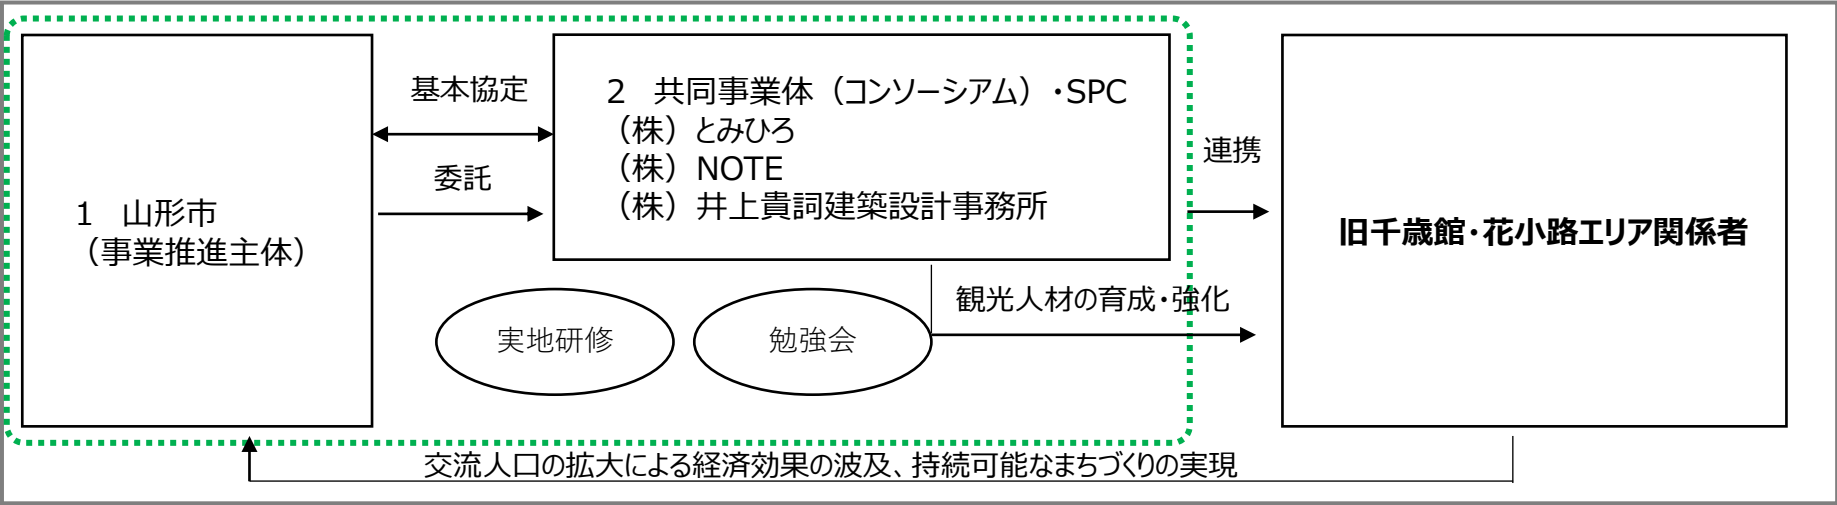 1　山形市
（事業推進主体）
基本協定
委託
2　共同事業体（コンソーシアム）・SPC
（株）とみひろ
（株）NOTE
（株）井上貴詞建築設計事務所
連携
旧千歳館・花小路エリア関係者
観光人材の育成・強化
実地研修
勉強会
交流人口の拡大による経済効果の波及、持続可能なまちづくりの実現